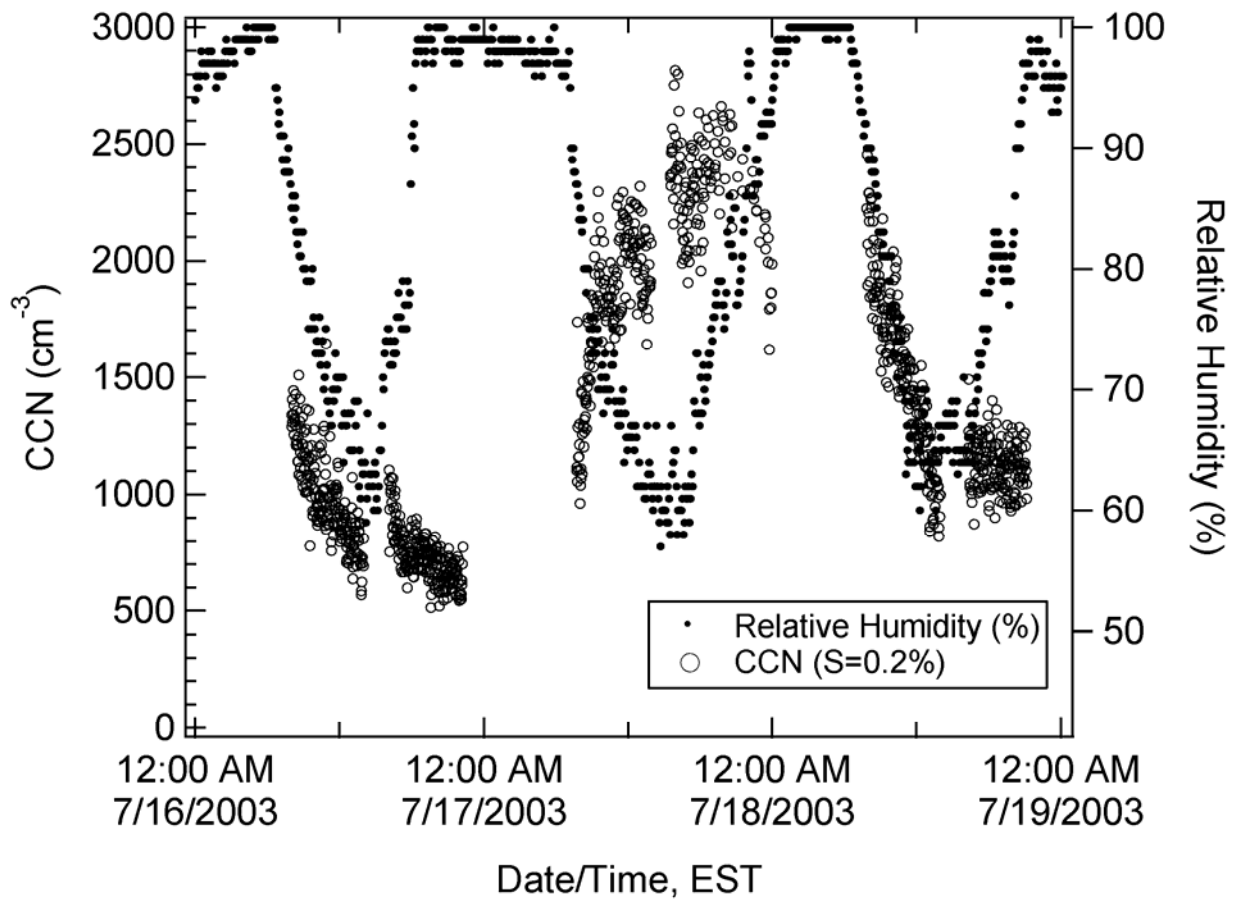 3000
2500
2000
1500
1000
500
0
CCN (cm-3)
100
90
80
70
60
50
Relative Humidity (%)
Relative Humidity (%)
CCN (S=0.2%)
12:00 AM 12:00 AM 12:00 AM 12:00 AM
7/16/2003 7/17/2003 7/18/2003 7/19/2003
Date/Time, EST